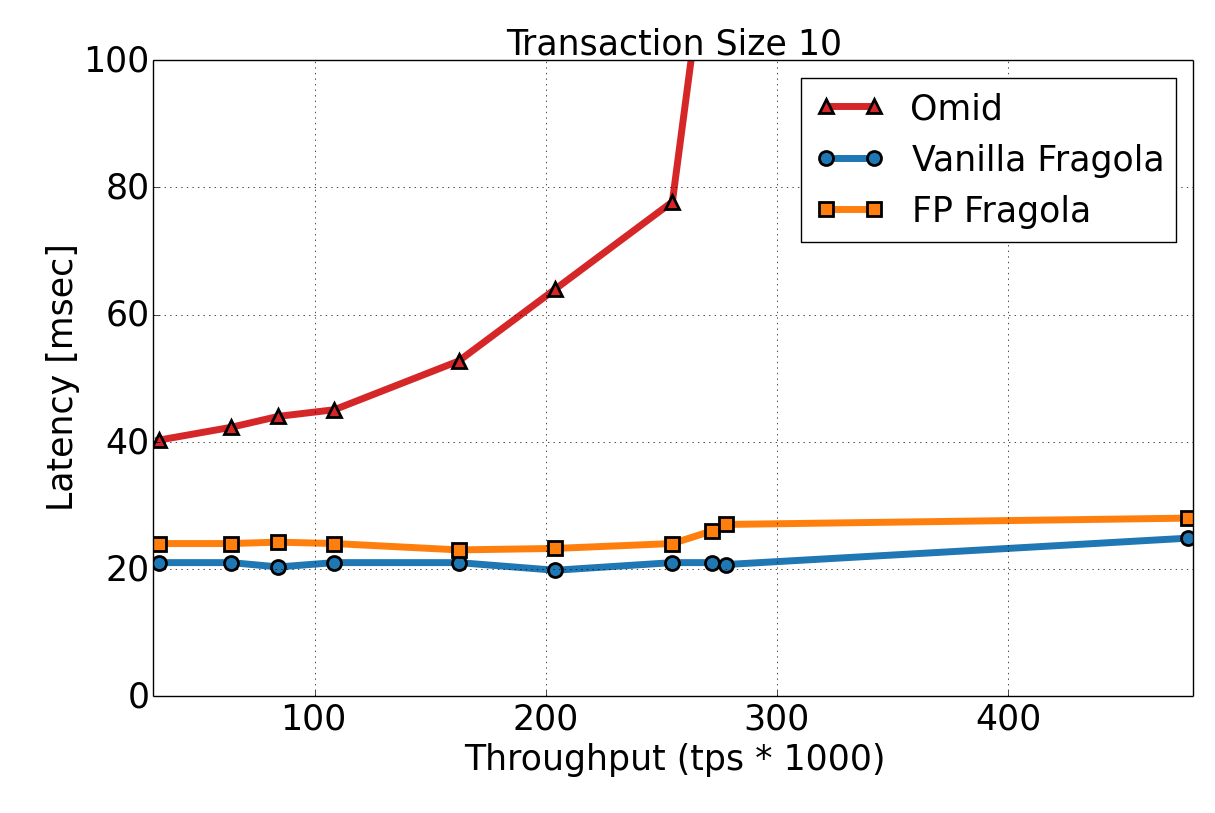 Transaction Size 10
100
80
60
40
20
0
Latency [msec]
Omid
Vanilla Fragola
FP Fragola
100 200 300 400
Throughput (tps * 1000)